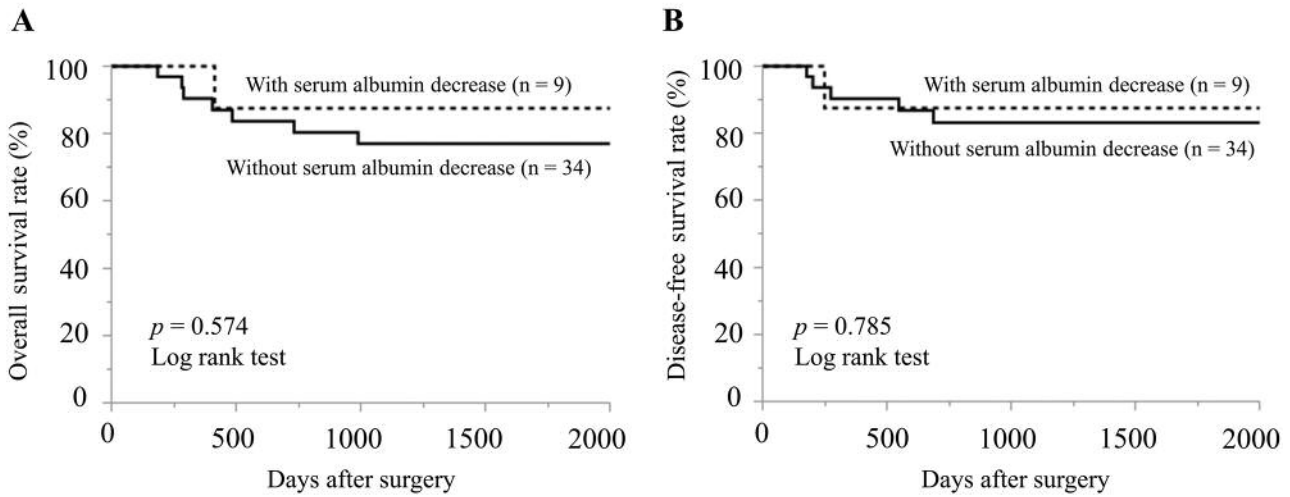 A
Overall survival rate (%)
100
80
60
40
20
0
With serum albumin decrease (n = 9)
Without serum albumin decrease (n = 34)
p = 0.574
Log rank test
0 500 1000 1500 2000
Days after surgery
B
Disease-free survival rate (%)
100
80
60
40
20
0
With serum albumin decrease (n = 9)
Without serum albumin decrease (n = 34)
p = 0.785
Log rank test
0 500 1000 1500 2000
Days after surgery